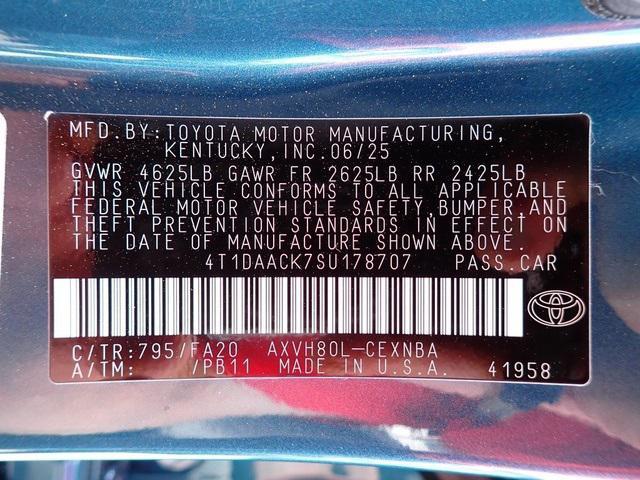 MFD.BY:TOYOTA MOTOR MANUFACTURING,
KENTUCKY,INC.06/25
GVWR 4625LB GAWR FR 2625LB RR 2425LB
THIS VEHICLE CONFORMS TO ALL APPLICABLE
FEDERAL MOTOR VEHICLE SAFETY,BUMPER,AND
THEFT PREVENTION STANDARDS IN EFFECT ON
THE DATE OF MANUFACTURE SHOWN ABOVE.
4T1DAACK7SU178707 PASS.CAR
C/TR:795/FA20 AXVH80L-CEXNBA
A/TM: /PB11 MADE IN U.S.A. 41958